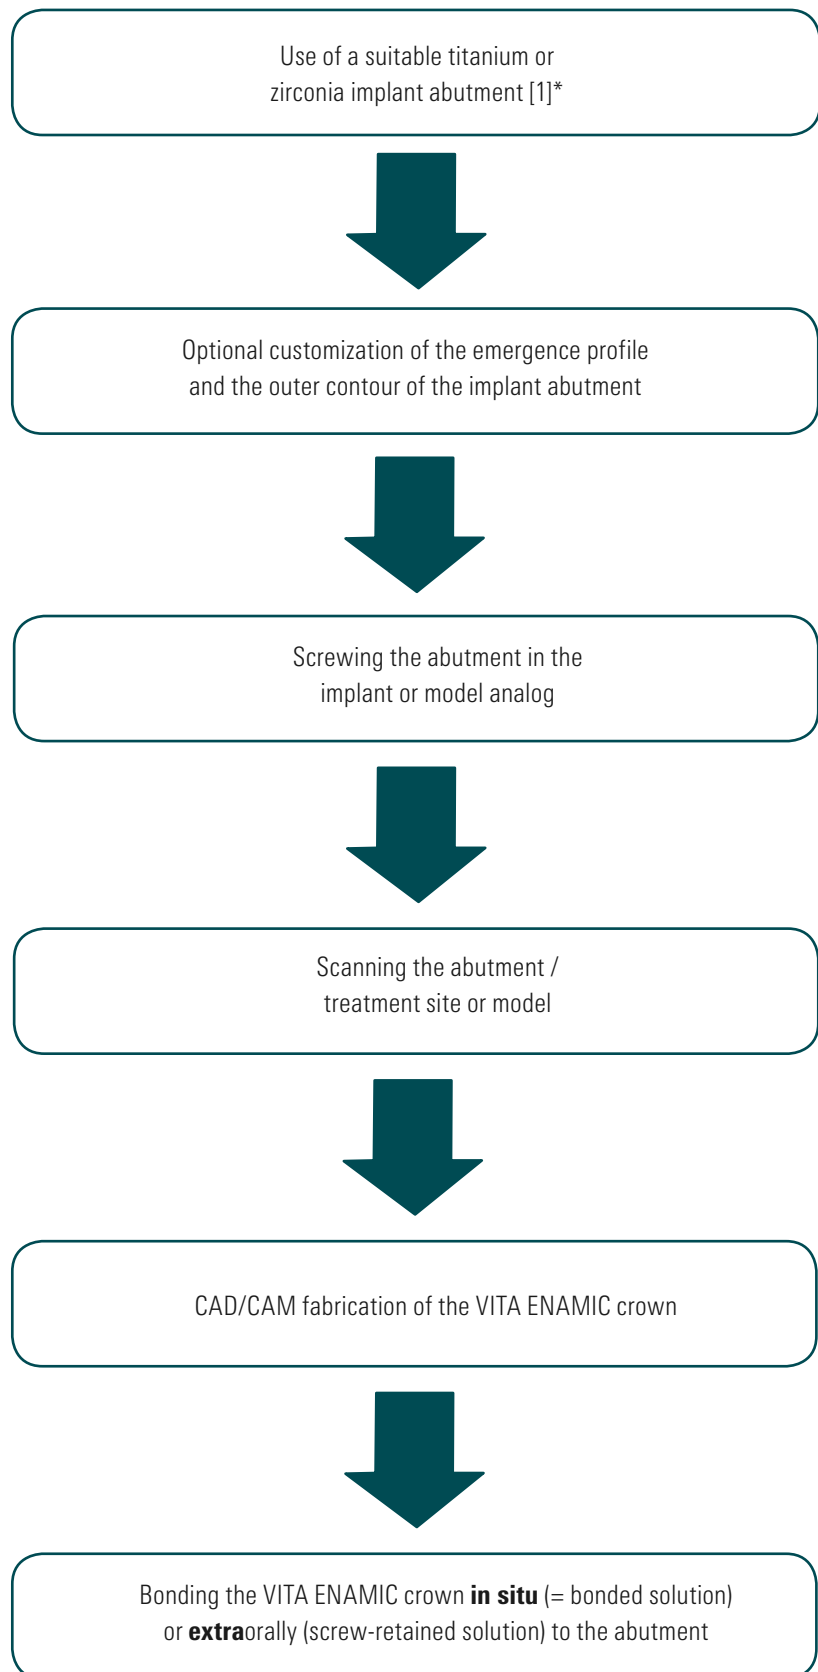 Use of a suitable titanium or
zirconia implant abutment [1]*
Optional customization of the emergence profile
and the outer contour of the implant abutment
Screwing the abutment in the
implant or model analog
Scanning the abutment /
treatment site or model
CAD/CAM fabrication of the VITA ENAMIC crown
Bonding the VITA ENAMIC crown in situ (= bonded solution)
or extraorally (screw-retained solution) to the abutment